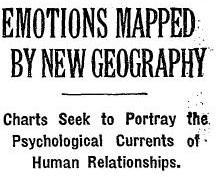 EMOTIONS MAPPED
BY NEW GEOGRAPHY
Charts Seek to Portray the
Psychological Currents of
Human Relationships.